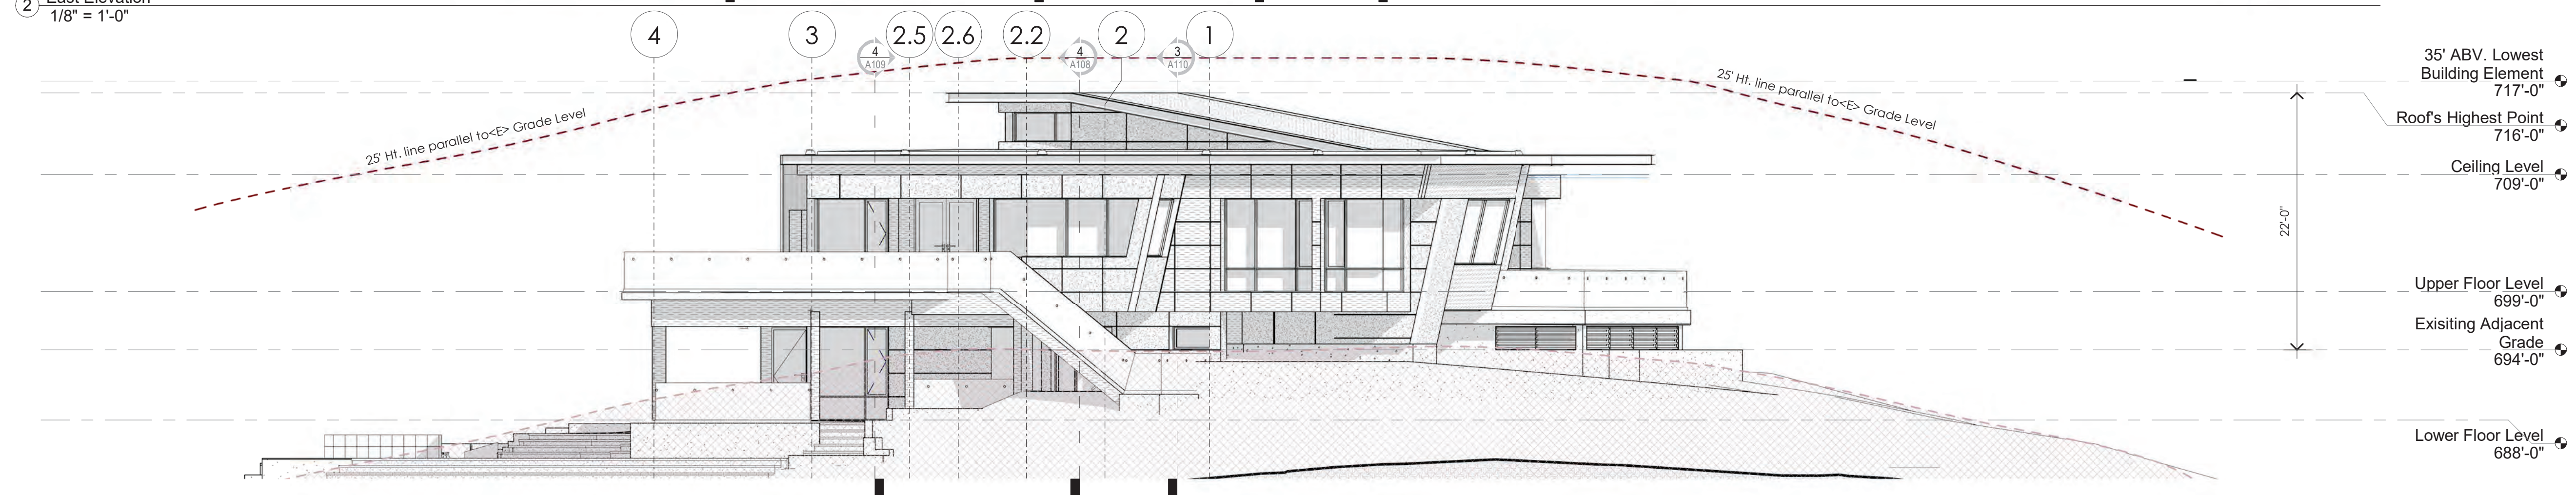 2 East Elevation
1/8" = 1'-0"
4
3
4
A109
2.5
2.6
2.2
4
A108
2
3
A110
1
25' Ht. line parallel to<E> Grade Level
25' Ht. line parallel to<E> Grade Level
35' ABV. Lowest
Building Element
717'-0"
Roof's Highest Point
716'-0"
Ceiling Level
709'-0"
22'-0"
Upper Floor Level
699'-0"
Exisiting Adjacent
Grade
694'-0"
Lower Floor Level
688'-0"